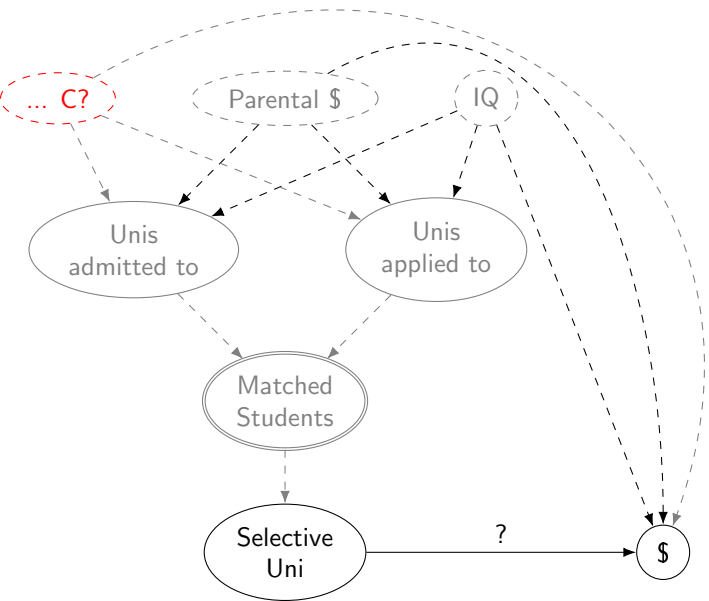 ... C?
Parental $
IQ
Unis
admitted to
Unis
applied to
Matched
Students
Selective
Uni
?
$